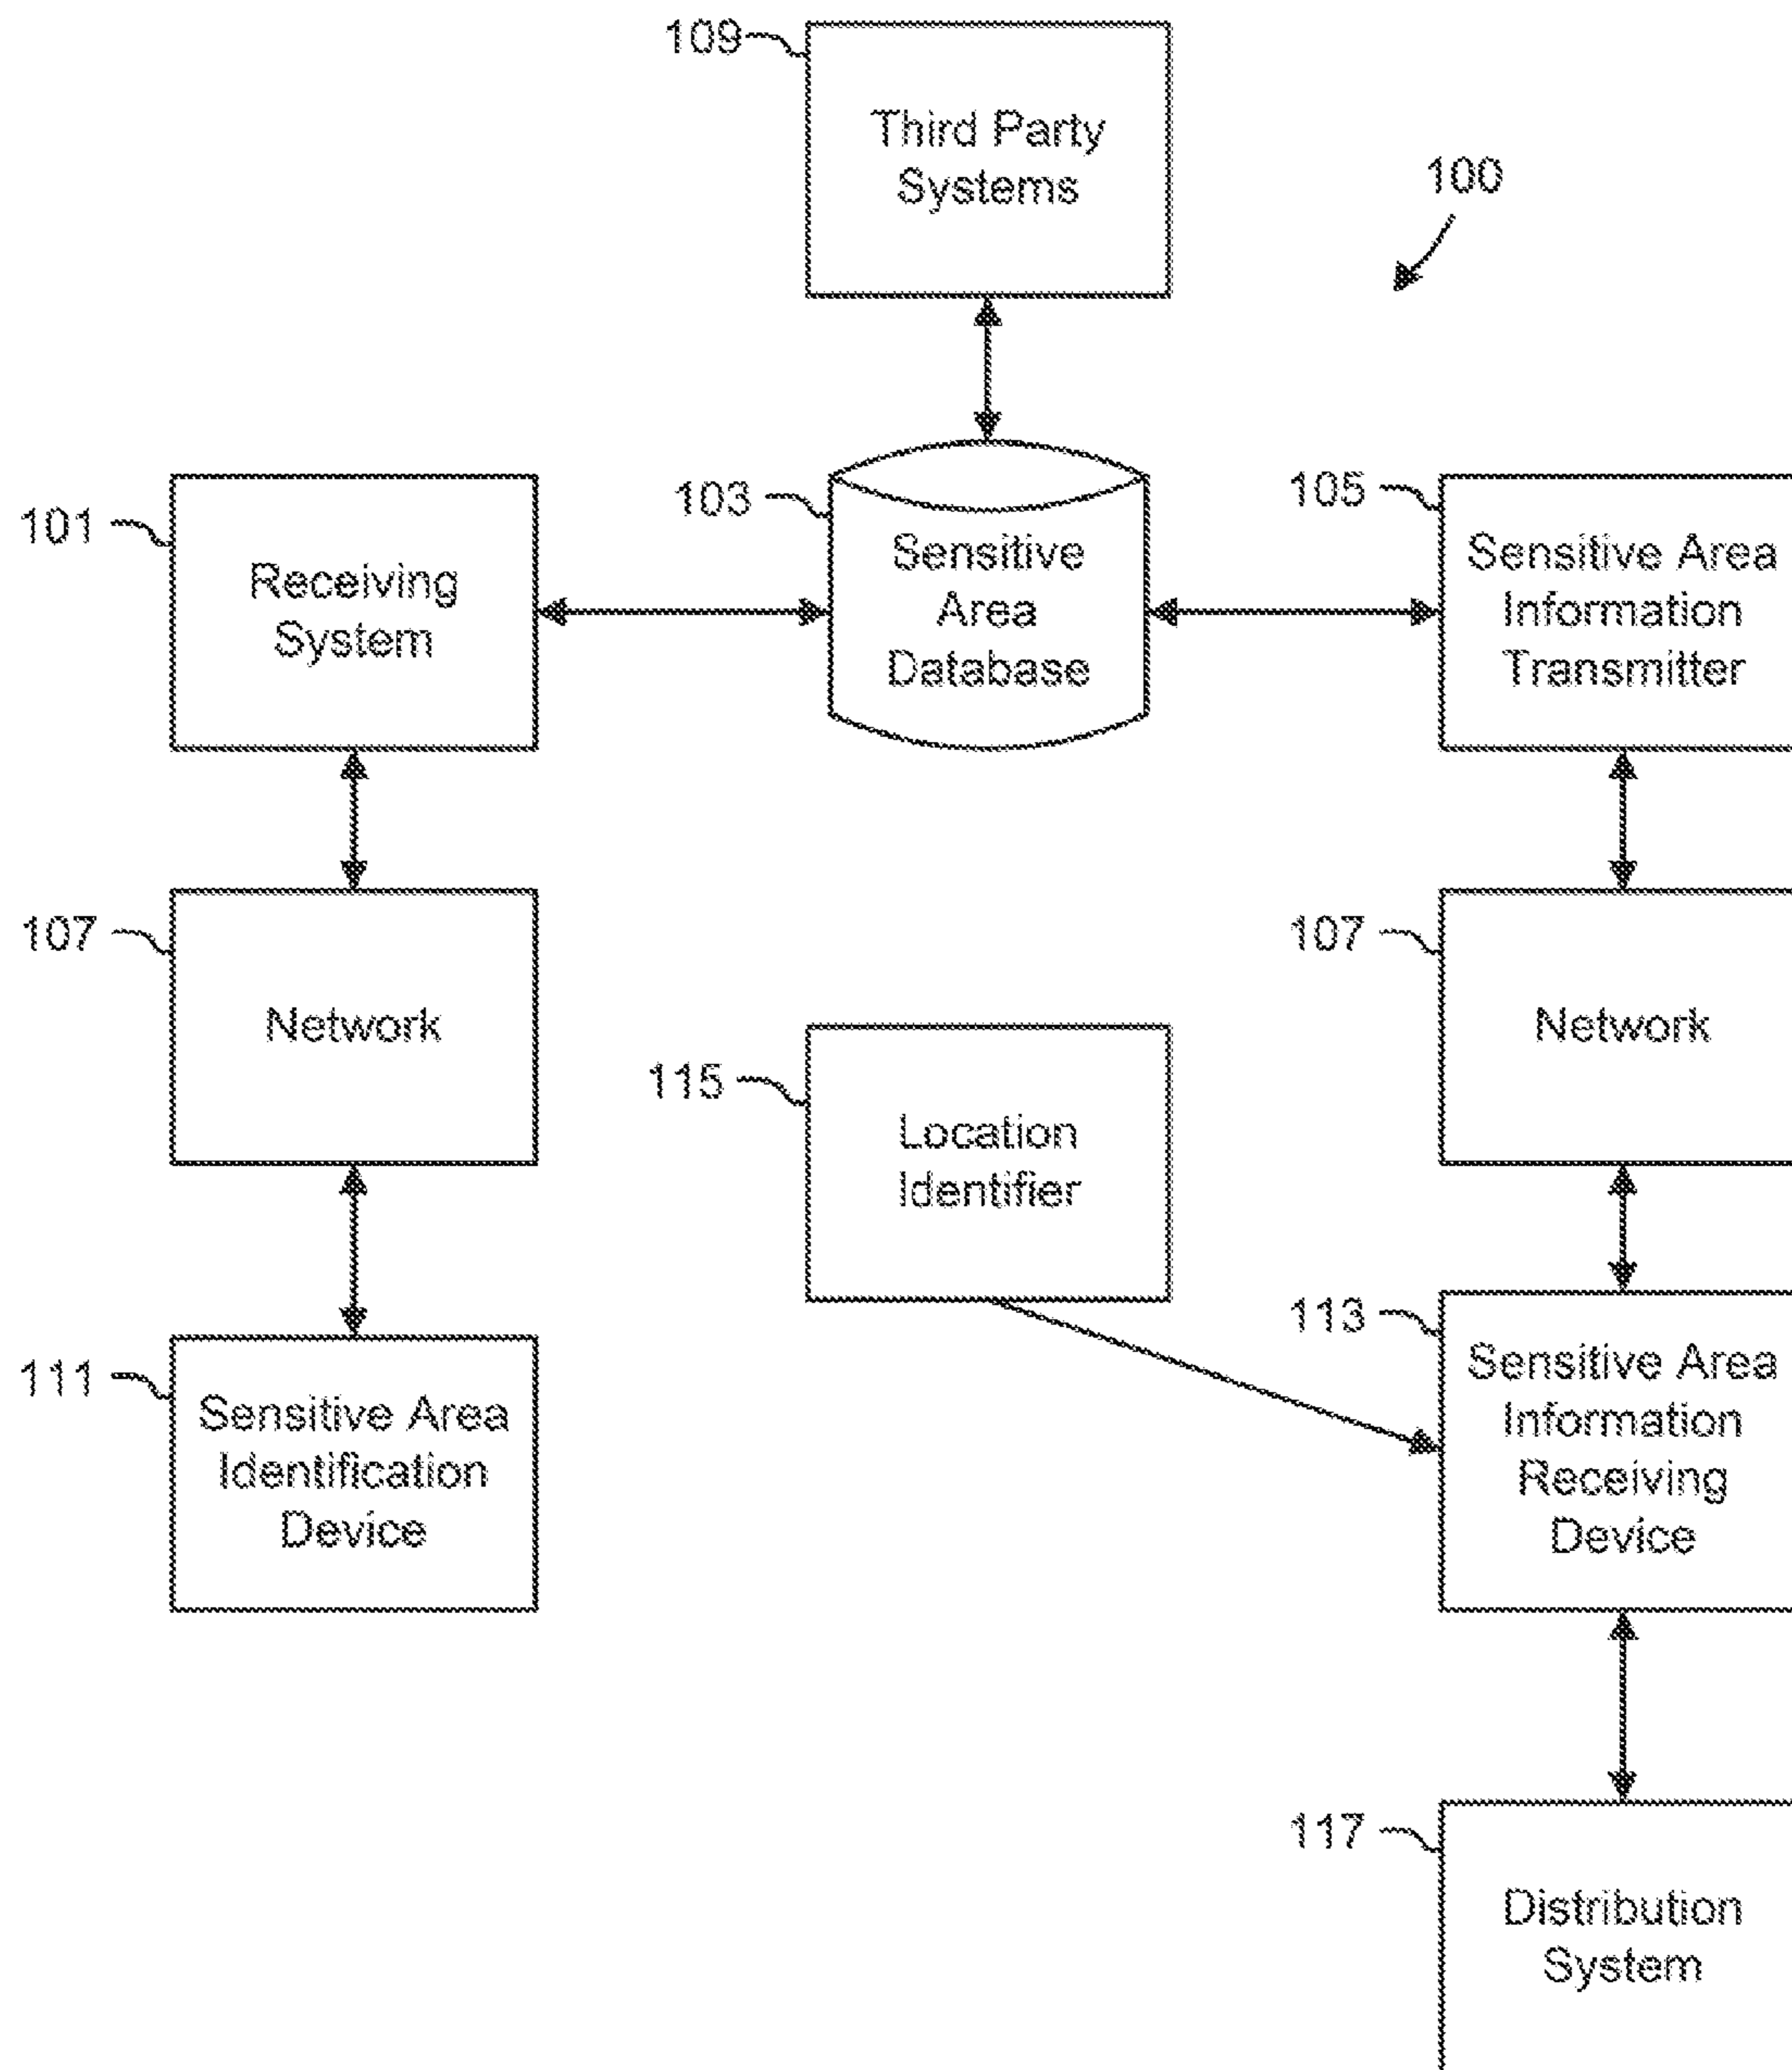 109
Third Party
Systems
100
101
Receiving
System
103
Sensitive
Area
Database
105
Sensitive Area
Information
Transmitter
107
Network
107
Network
115
Location
Identifier
111
Sensitive Area
Identification
Device
113
Sensitive Area
Information
Receiving
Device
117
Distribution
System